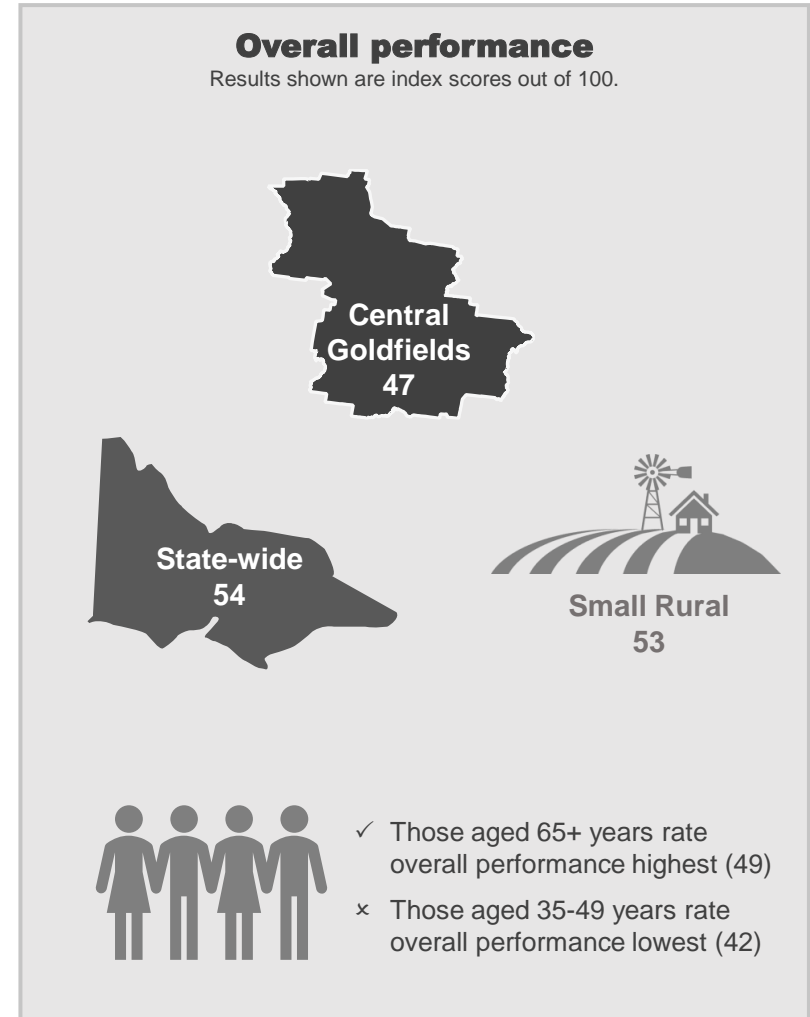 Overall performance
Results shown are index scores out of 100.
Central
Goldfields
47
State-wide
54
Small Rural
53
✓ Those aged 65+ years rate
overall performance highest (49)
× Those aged 35-49 years rate
overall performance lowest (42)